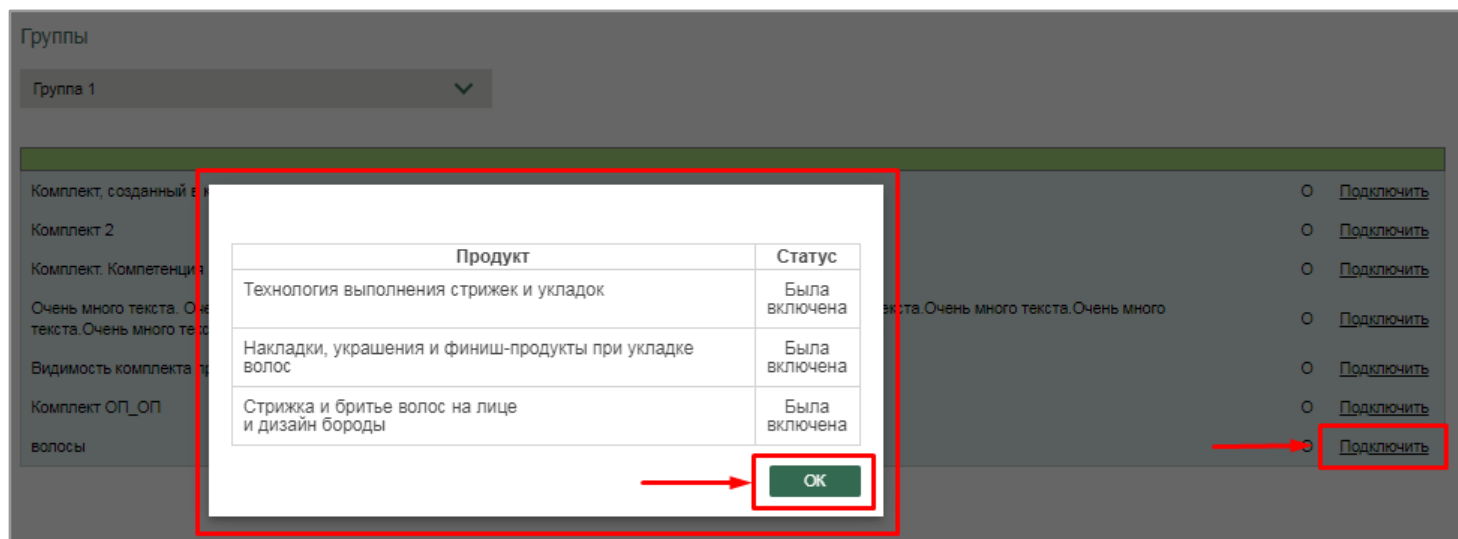 Группы
Группа 1
Комплект, созданный в к
О Подключить
Комплект 2
О Подключить
Комплект. Компетенция
О Подключить
Очень много текста. Оче
екста.Очень много текста.Очень много
текста.Очень много текс
О Подключить
Видимость комплекта пр
О Подключить
Комплект ОП_ОП
О Подключить
волосы
О Подключить
Продукт Статус
Технология выполнения стрижек и укладок
Была
включена
Накладки, украшения и финиш-продукты при укладке
волос
Была
включена
Стрижка и бритье волос на лице
и дизайн бороды
Была
включена
ОК